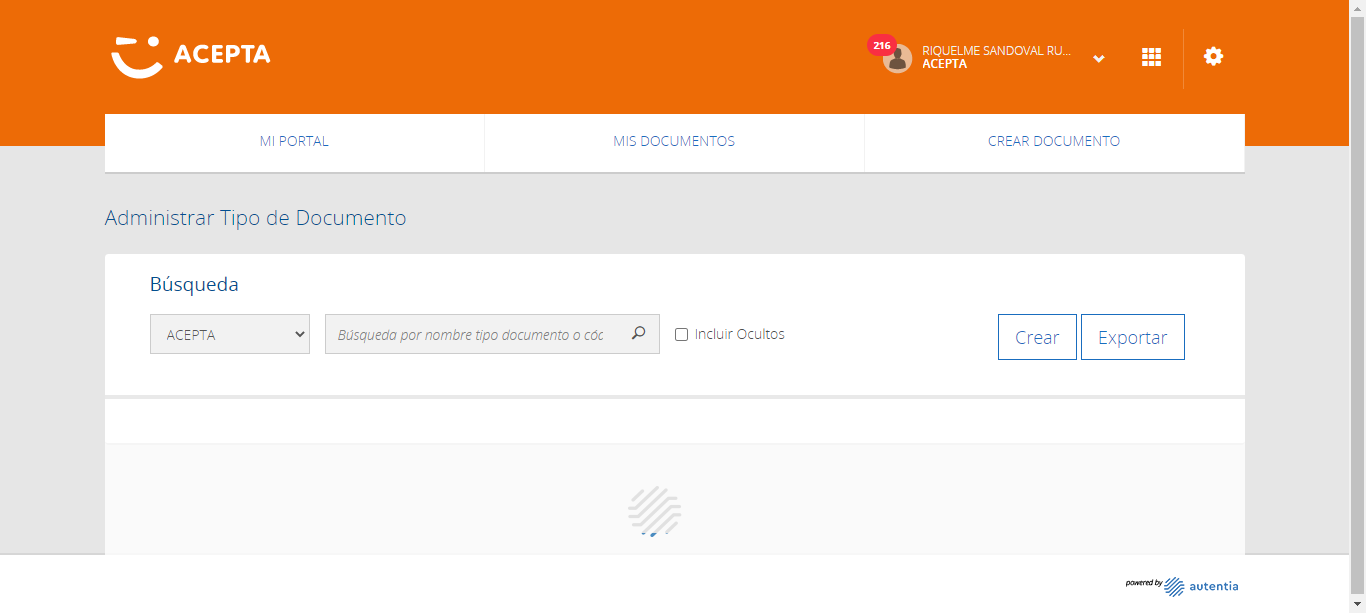 ACEPTA
216
RIQUELME SANDOVAL RU...
ACEPTA
MI PORTAL
MIS DOCUMENTOS
CREAR DOCUMENTO
Administrar Tipo de Documento
Búsqueda
ACEPTA
Búsqueda por nombre tipo documento o cóc
Incluir Ocultos
Crear
Exportar
powered by autentia